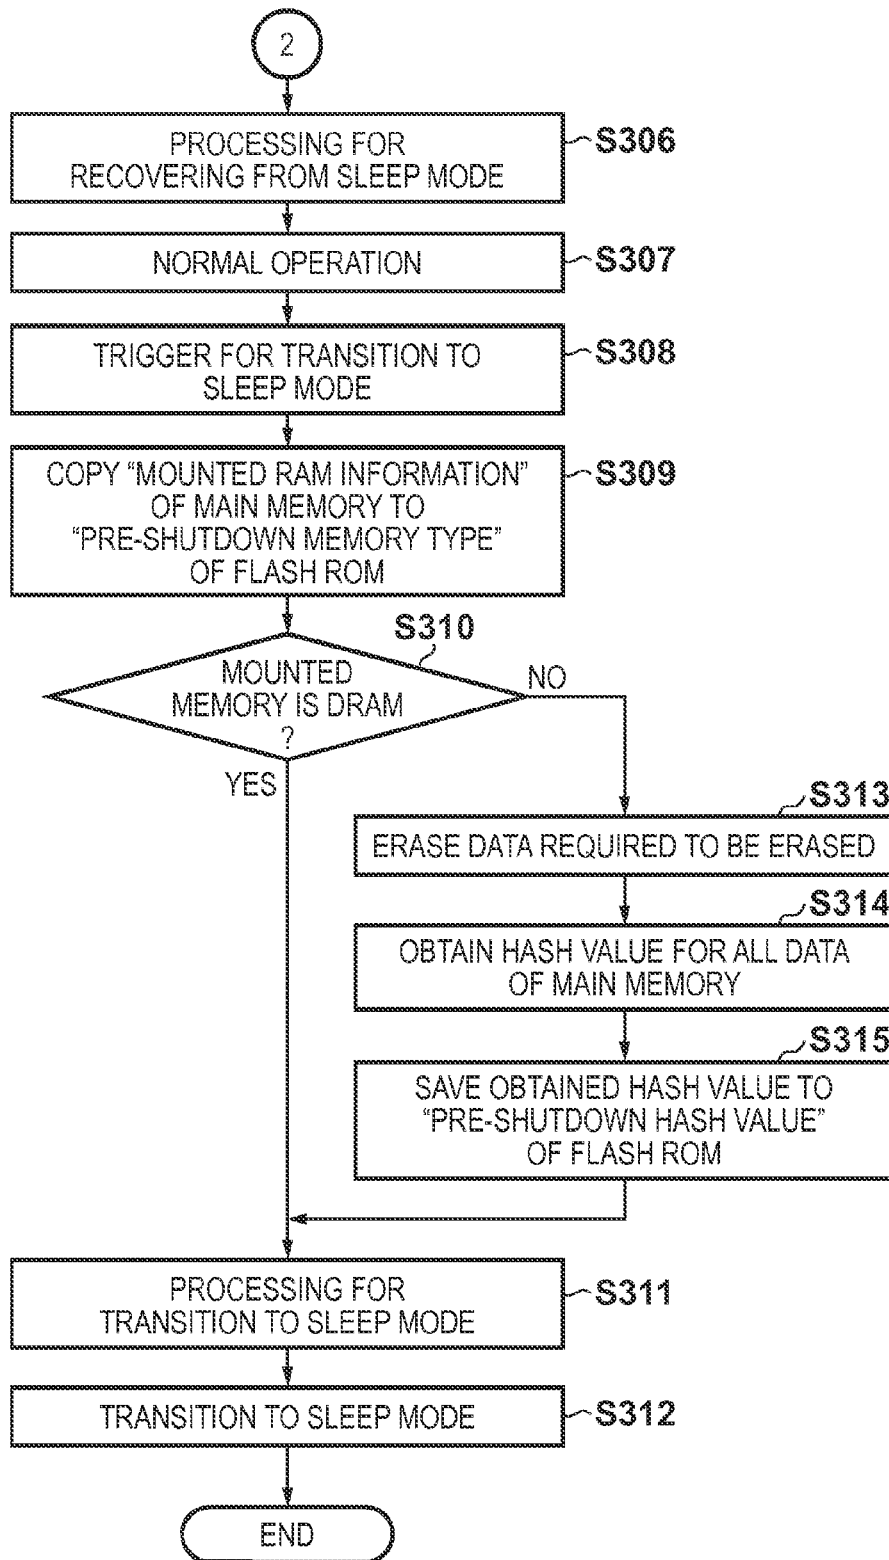 2
PROCESSING FOR
RECOVERING FROM SLEEP MODE
S306
NORMAL OPERATION
S307
TRIGGER FOR TRANSITION TO
SLEEP MODE
S308
COPY “MOUNTED RAM INFORMATION”
OF MAIN MEMORY TO
“PRE-SHUTDOWN MEMORY TYPE”
OF FLASH ROM
S309
S310
MOUNTED
MEMORY IS DRAM
?
NO
YES
S313
ERASE DATA REQUIRED TO BE ERASED
S314
OBTAIN HASH VALUE FOR ALL DATA
OF MAIN MEMORY
S315
SAVE OBTAINED HASH VALUE TO
“PRE-SHUTDOWN HASH VALUE”
OF FLASH ROM
PROCESSING FOR
TRANSITION TO SLEEP MODE
S311
TRANSITION TO SLEEP MODE
S312
END